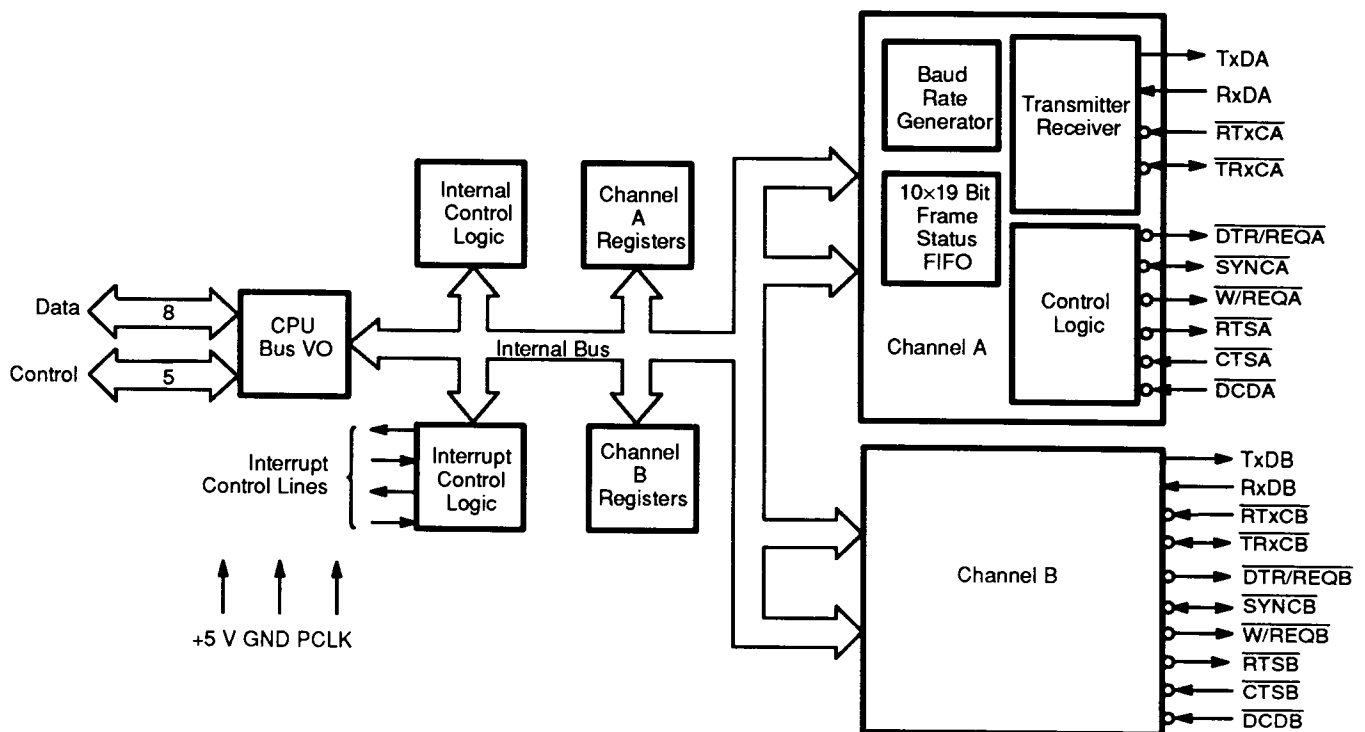 Data
8
Control
5
CPU
Bus VO
Internal
Control
Logic
Channel
A
Registers
Internal Bus
Interrupt
Control Lines
Interrupt
Control
Logic
Channel
B
Registers
+5 V GND PCLK
Baud
Rate
Generator
Transmitter
Receiver
10×19 Bit
Frame
Status
FIFO
Control
Logic
Channel A
TxDA
RxDA
RTxCA
TRxCA
DTR/REQA
SYNCA
W/REQA
RTSA
CTSA
DCDA
Channel B
TxDB
RxDB
RTxCB
TRxCB
DTR/REQB
SYNCB
W/REQB
RTSB
CTSB
DCDB